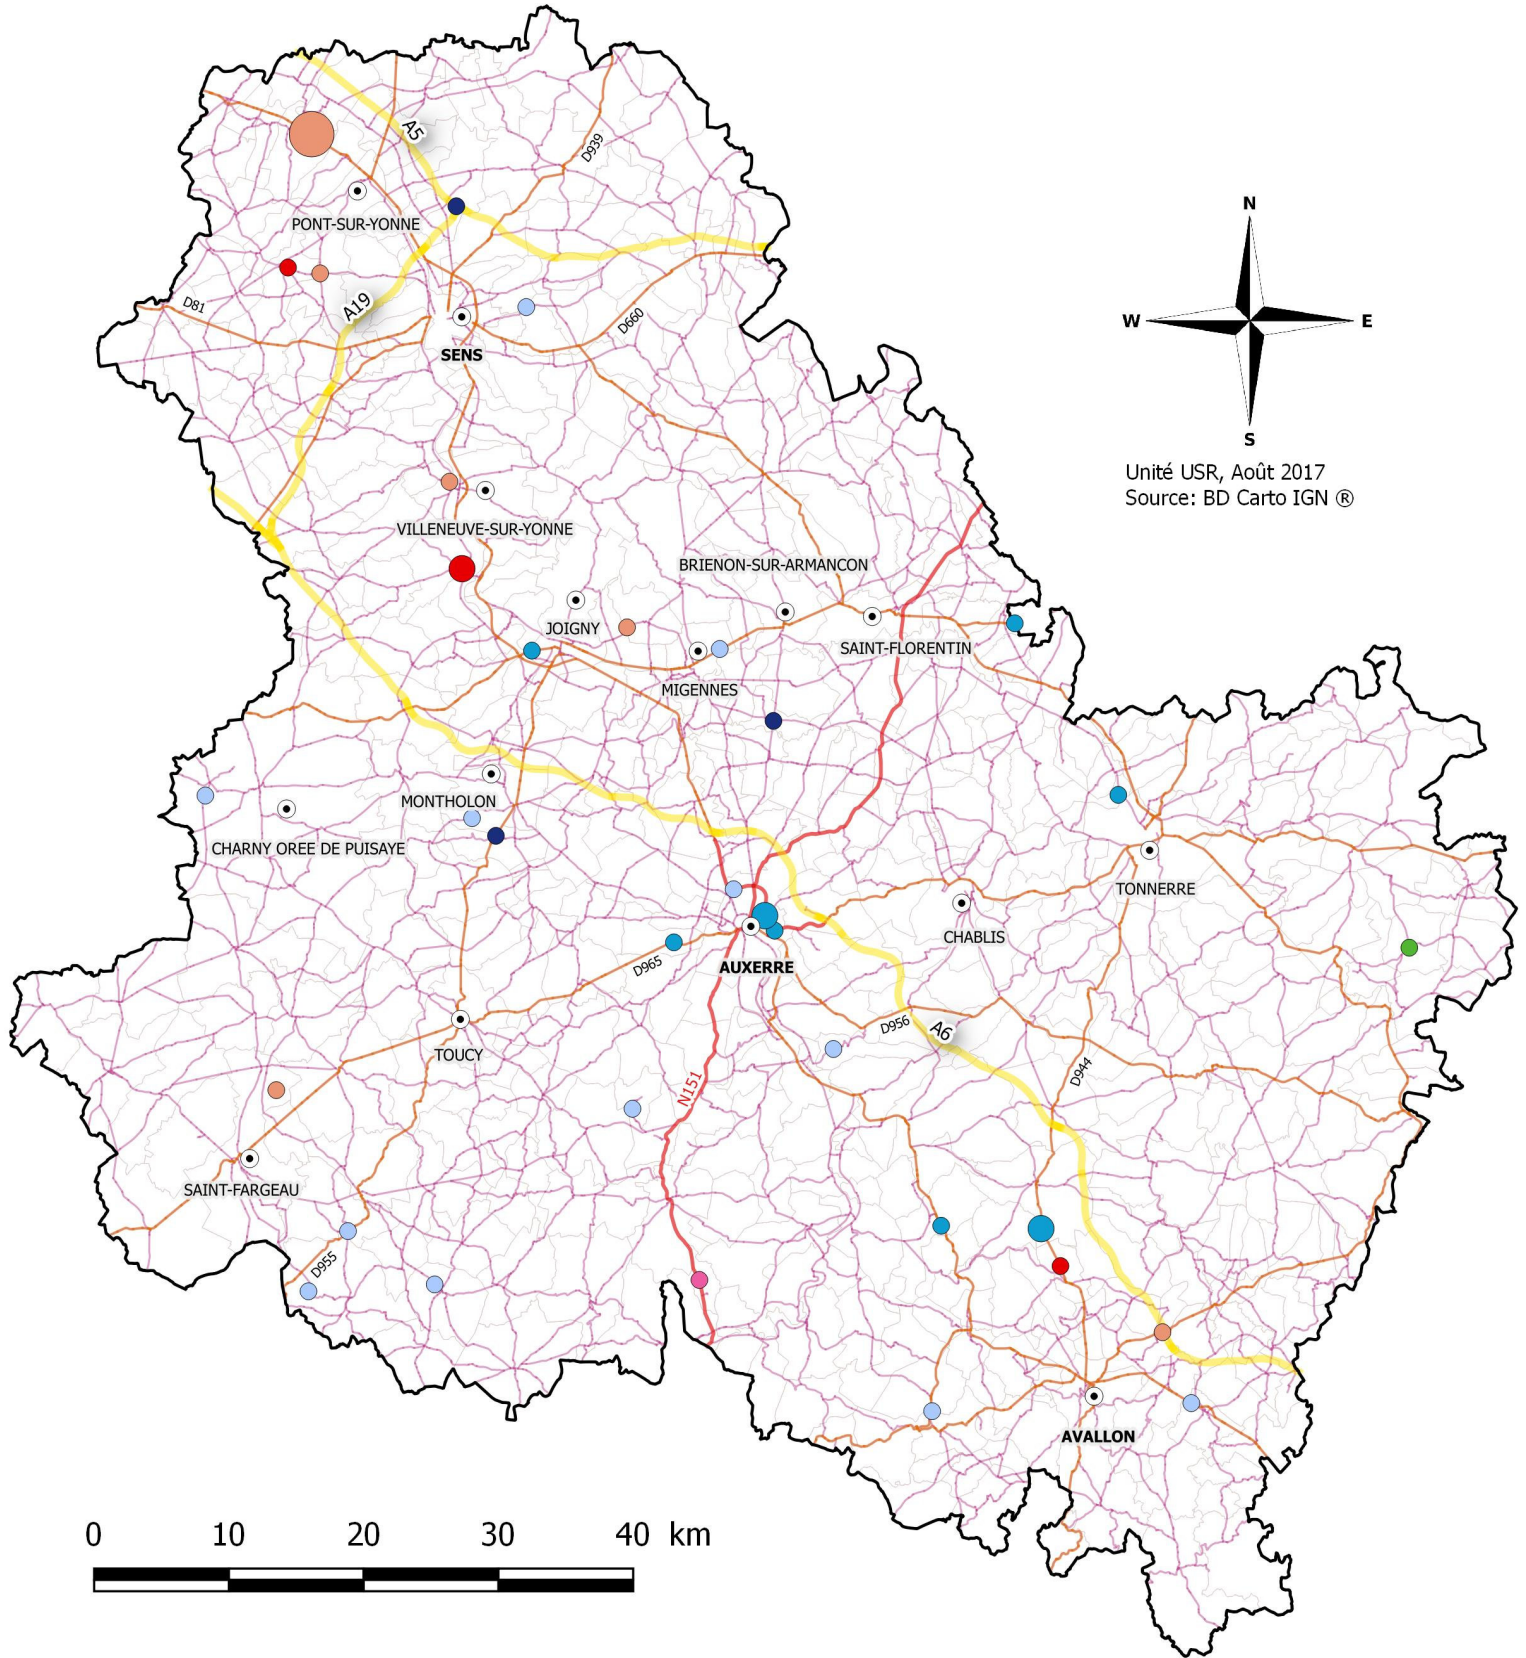 A5
D939
N
PONT-SUR-YONNE
A19
D81
D660
W
E
SENS
S
Unité USR, Août 2017
Source: BD Carto IGN ®
VILLENEUVE-SUR-YONNE
BRIENON-SUR-ARMANCON
JOIGNY
SAINT-FLORENTIN
MIGENNES
MONTHOLON
CHARNY OREE DE PUISAYE
TONNERRE
CHABLIS
D965
AUXERRE
D956
A6
TOUCY
D944
N151
SAINT-FARGEAU
D955
AVALLON
0 10 20 30 40 km